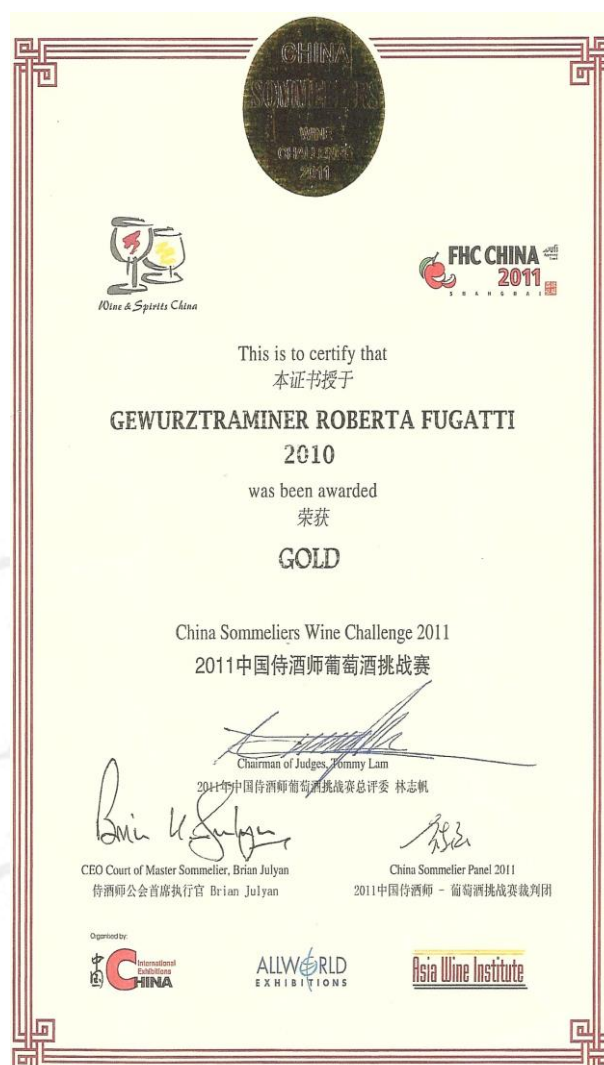 CHINA
SOMMELIERS
WINE
CHALLENGE
2011
Wine & Spirits China
FHC CHINA
2011
SHANGHAI
This is to certify that
本证书授于
GEWURZTRAMINER ROBERTA FUGATTI
2010
was been awarded
荣获
GOLD
China Sommeliers Wine Challenge 2011
2011中国侍酒师葡萄酒挑战赛
Chairman of Judges, Tommy Lam
2011年中国侍酒师葡萄酒挑战赛总评委 林志帆
Brian K. Julyan
CEO Court of Master Sommelier, Brian Julyan
侍酒师公会首席执行官 Brian Julyan
China Sommelier Panel 2011
2011中国侍酒师 - 葡萄酒挑战赛裁判团
Organised by:
中国 International
Exhibitions
CHINA
ALLWORLD
EXHIBITIONS
Asia Wine Institute